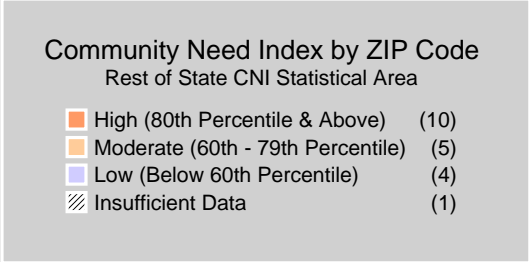 Community Need Index by ZIP Code
Rest of State CNI Statistical Area
High (80th Percentile & Above) (10)
Moderate (60th - 79th Percentile) (5)
Low (Below 60th Percentile) (4)
Insufficient Data (1)